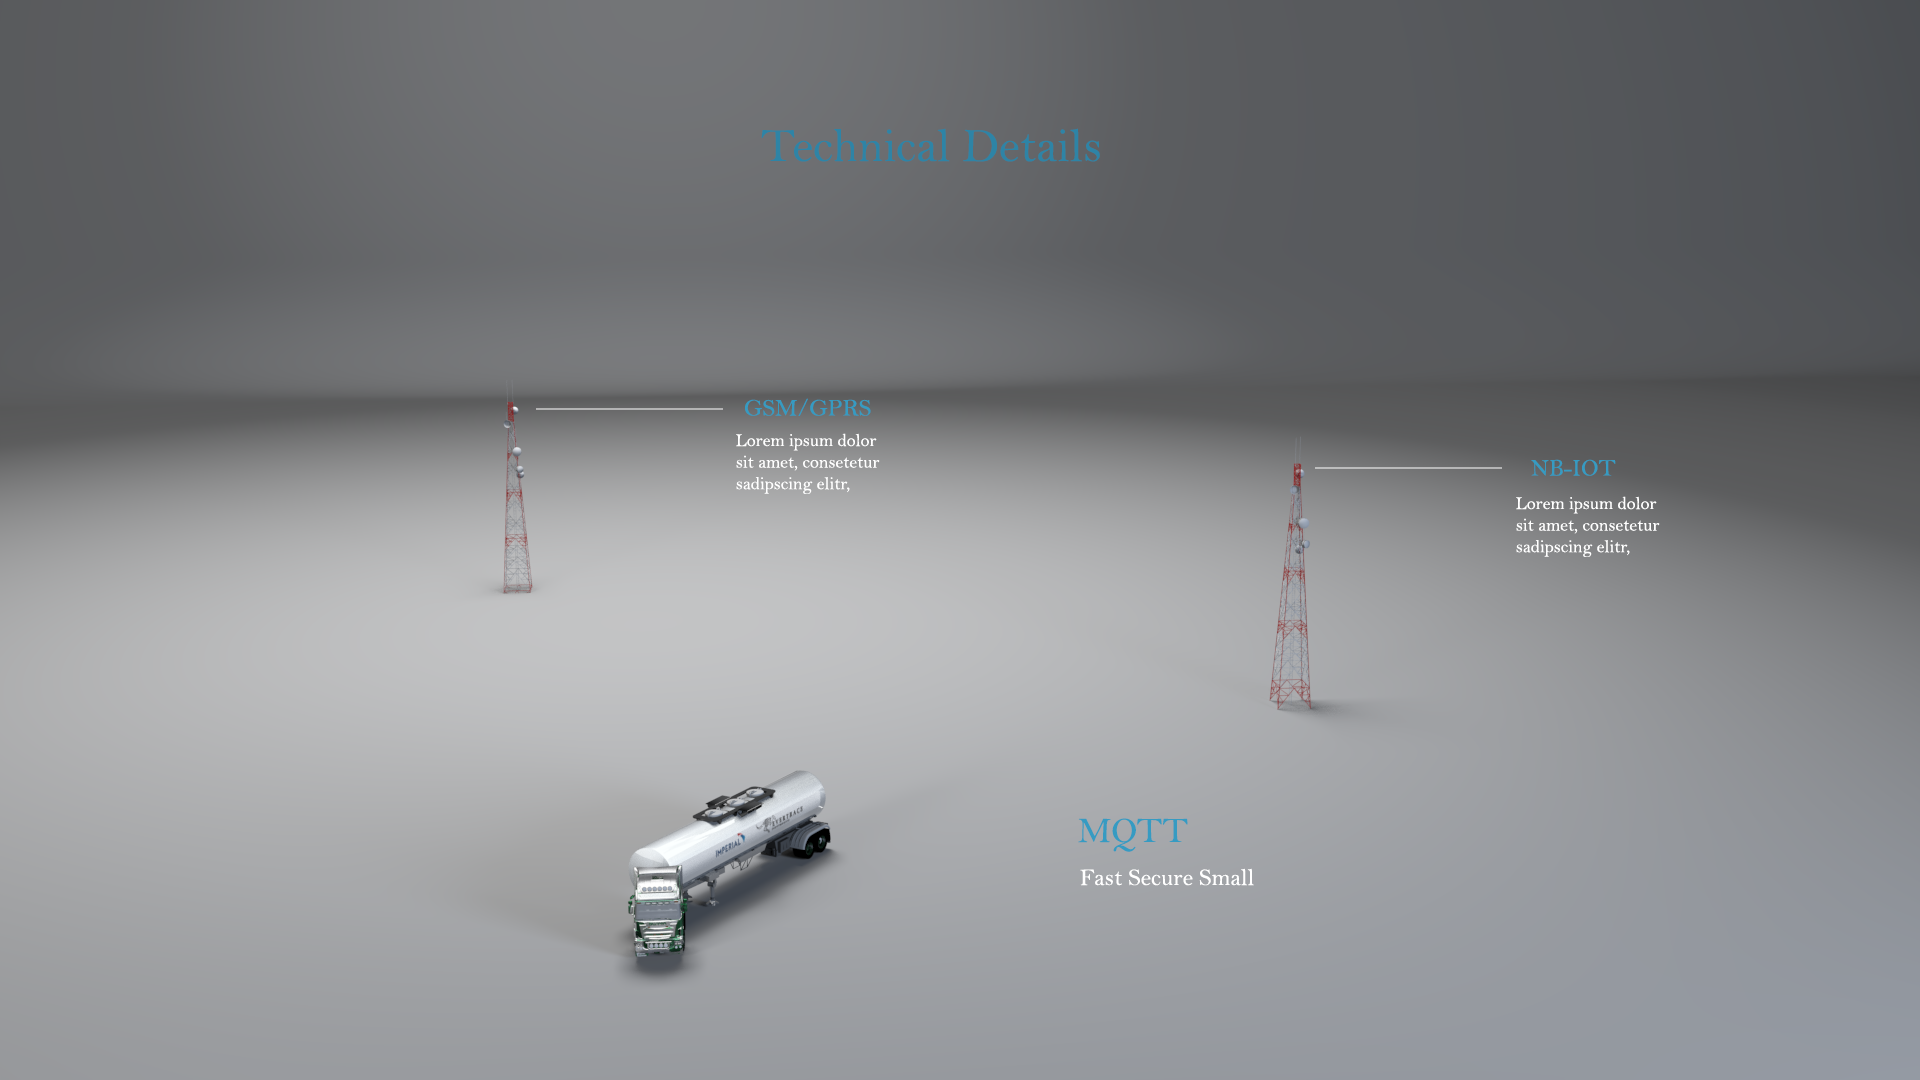 Technical Details
GSM/GPRS
Lorem ipsum dolor
sit amet, consetetur
sadipscing elitr,
NB-IOT
Lorem ipsum dolor
sit amet, consetetur
sadipscing elitr,
MQTT
Fast Secure Small
IMPERIAL